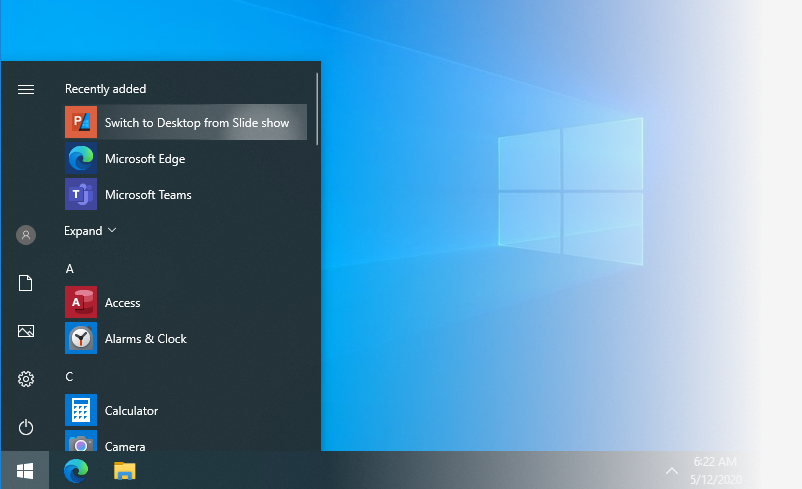 Recently added
Switch to Desktop from Slide show
Microsoft Edge
Microsoft Teams
Expand
A
Access
Alarms & Clock
C
Calculator
Camera
6:22 AM
5/12/2020